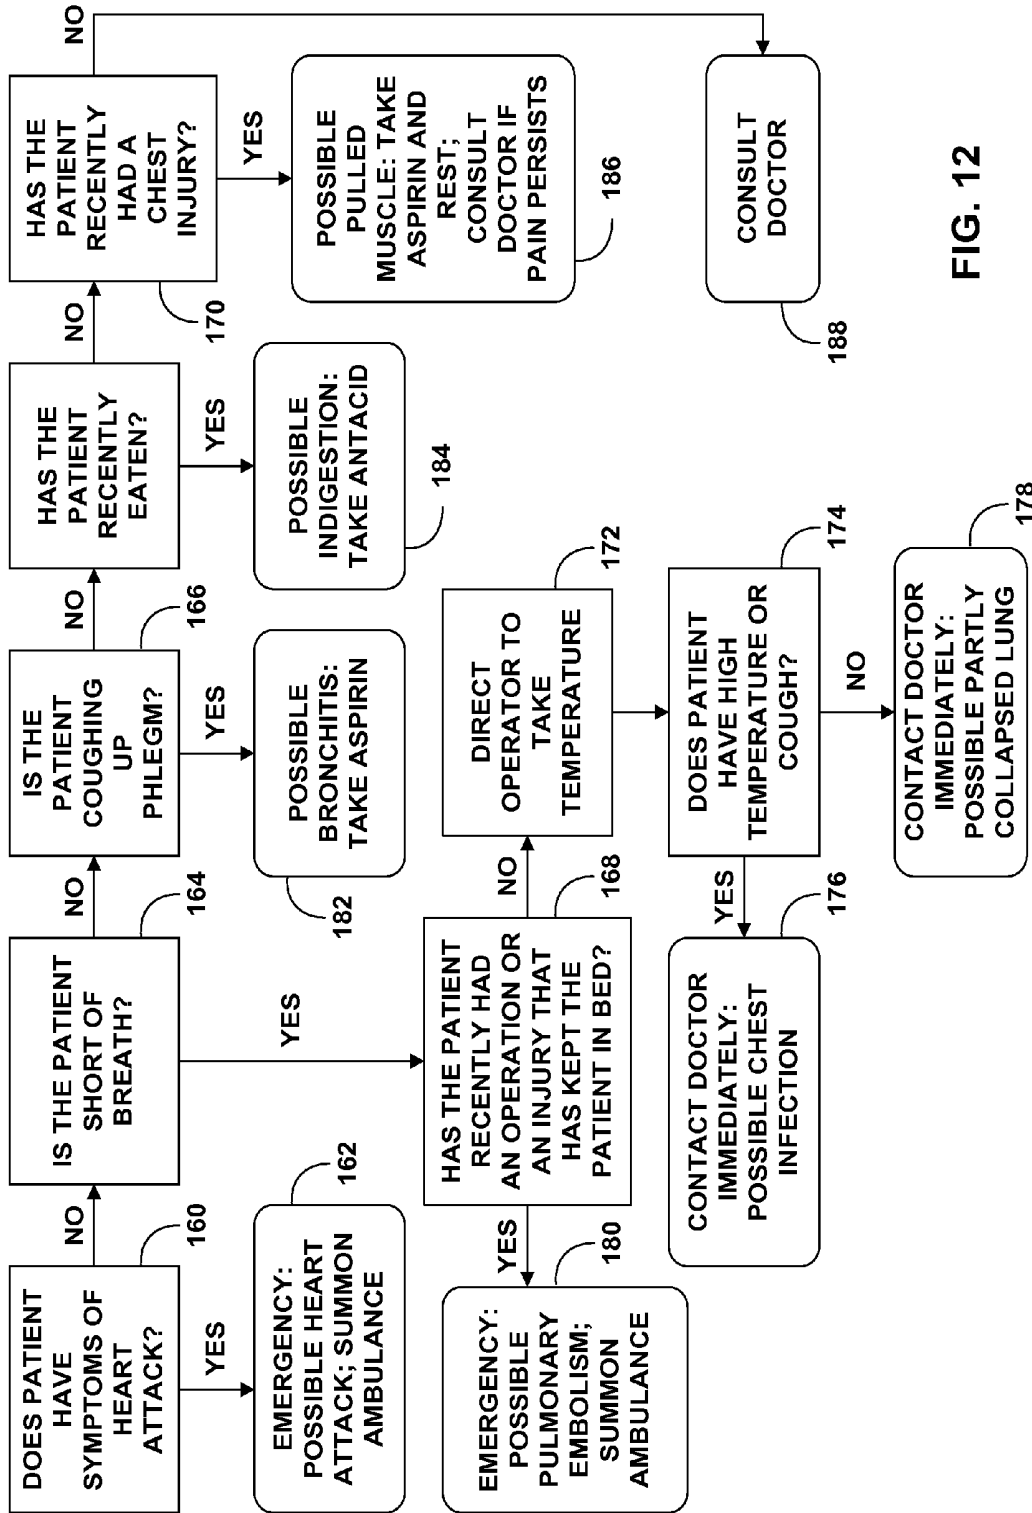 DOES PATIENT
HAVE
SYMPTOMS OF
HEART
ATTACK?
160
NO
YES
EMERGENCY:
POSSIBLE HEART
ATTACK; SUMMON
AMBULANCE
162
IS THE PATIENT
SHORT OF
BREATH?
164
NO
YES
IS THE
PATIENT
COUGHING
UP
PHLEGM?
166
NO
YES
POSSIBLE
BRONCHITIS:
TAKE ASPIRIN
182
HAS THE
PATIENT
RECENTLY
EATEN?
NO
YES
POSSIBLE
INDIGESTION:
TAKE ANTACID
184
HAS THE
PATIENT
RECENTLY
HAD A
CHEST
INJURY?
170
NO
YES
POSSIBLE
PULLED
MUSCLE: TAKE
ASPIRIN AND
REST;
CONSULT
DOCTOR IF
PAIN PERSISTS
186
CONSULT
DOCTOR
188
HAS THE PATIENT
RECENTLY HAD
AN OPERATION OR
AN INJURY THAT
HAS KEPT THE
PATIENT IN BED?
168
YES
NO
EMERGENCY:
POSSIBLE
PULMONARY
EMBOLISM;
SUMMON
AMBULANCE
180
DIRECT
OPERATOR TO
TAKE
TEMPERATURE
172
DOES PATIENT
HAVE HIGH
TEMPERATURE OR
COUGH?
174
YES
NO
CONTACT DOCTOR
IMMEDIATELY:
POSSIBLE CHEST
INFECTION
176
CONTACT DOCTOR
IMMEDIATELY:
POSSIBLE PARTLY
COLLAPSED LUNG
178
FIG. 12